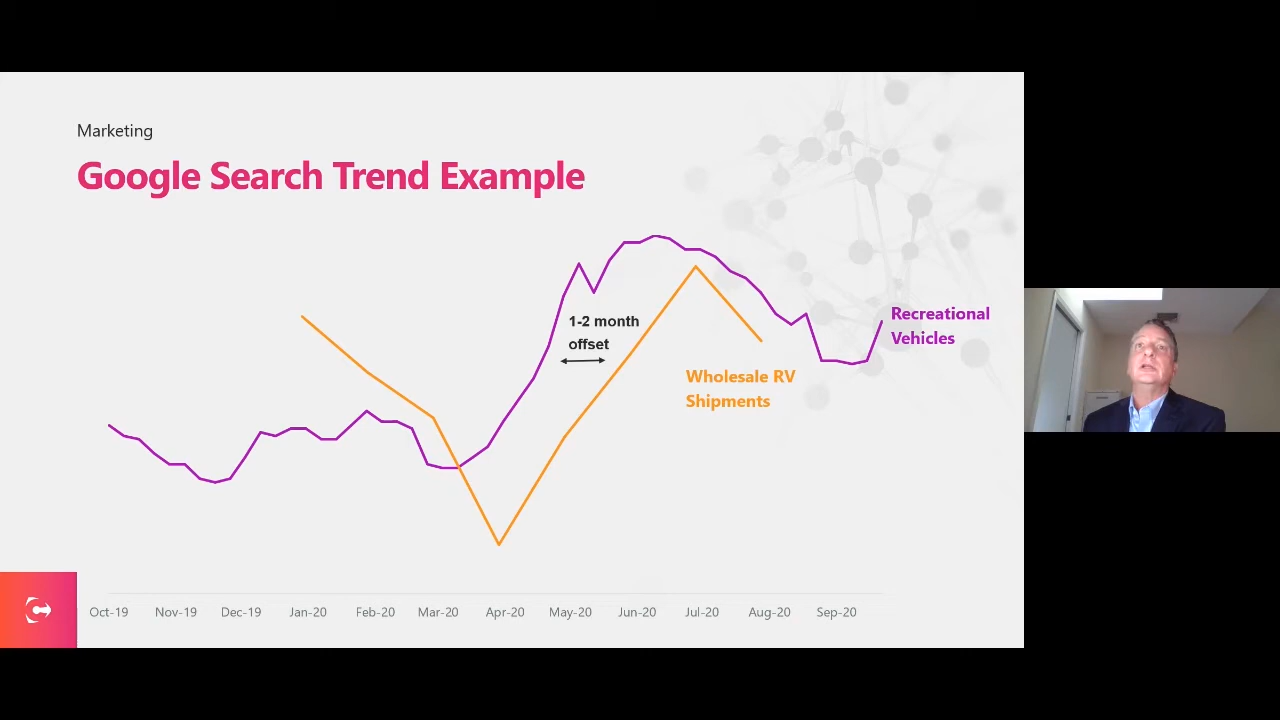 Marketing
Google Search Trend Example
1-2 month
offset
Recreational
Vehicles
Wholesale RV
Shipments
Oct-19 Nov-19 Dec-19 Jan-20 Feb-20 Mar-20 Apr-20 May-20 Jun-20 Jul-20 Aug-20 Sep-20